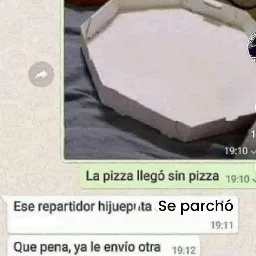 19:10
La pizza llegó sin pizza 19:10
Ese repartidor hijueputa Se parchó
19:11
Que pena, ya le envío otra 19:12